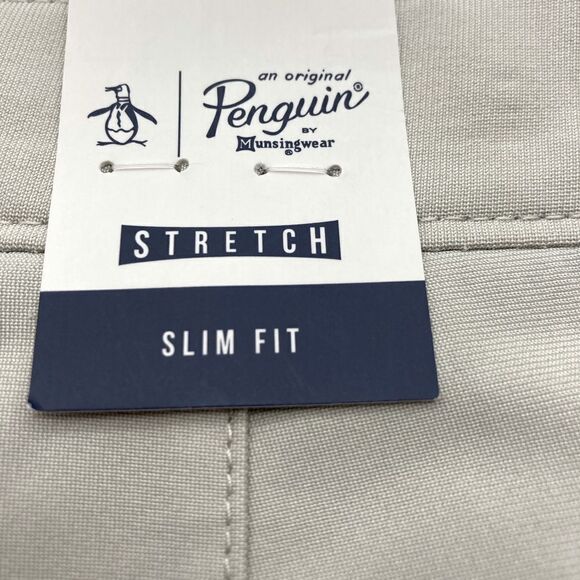 an original
Penguin®
BY
Munsingwear®
STRETCH
SLIM FIT